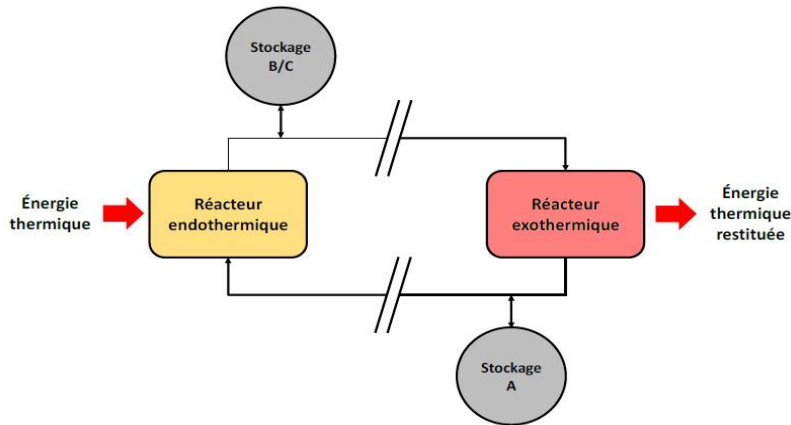 Stockage
B/C
Énergie
thermique
Réacteur
endothermique
Réacteur
exothermique
Énergie
thermique
restituée
Stockage
A